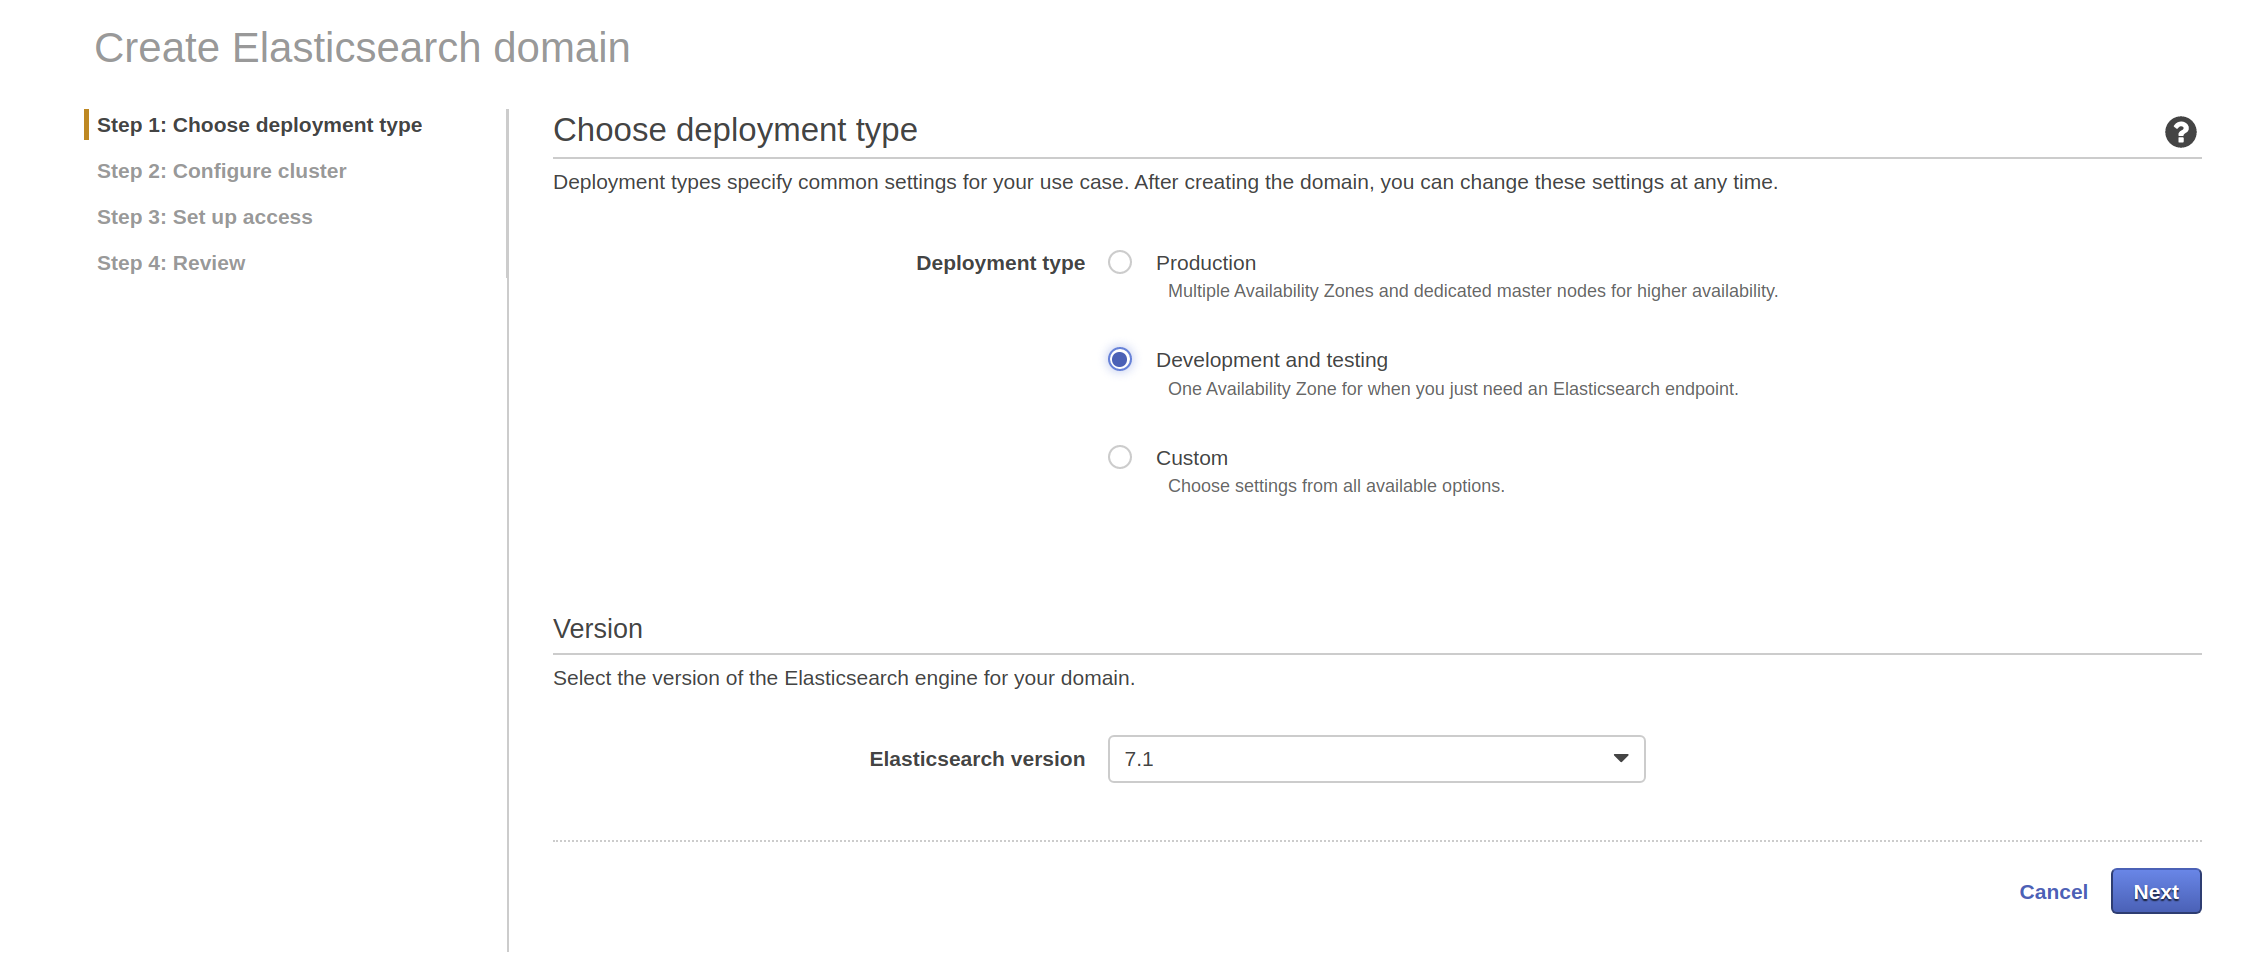 Create Elasticsearch domain
Step 1: Choose deployment type
Step 2: Configure cluster
Step 3: Set up access
Step 4: Review
Choose deployment type
Deployment types specify common settings for your use case. After creating the domain, you can change these settings at any time.
Deployment type
Production
Multiple Availability Zones and dedicated master nodes for higher availability.
Development and testing
One Availability Zone for when you just need an Elasticsearch endpoint.
Custom
Choose settings from all available options.
Version
Select the version of the Elasticsearch engine for your domain.
Elasticsearch version 7.1
Cancel Next